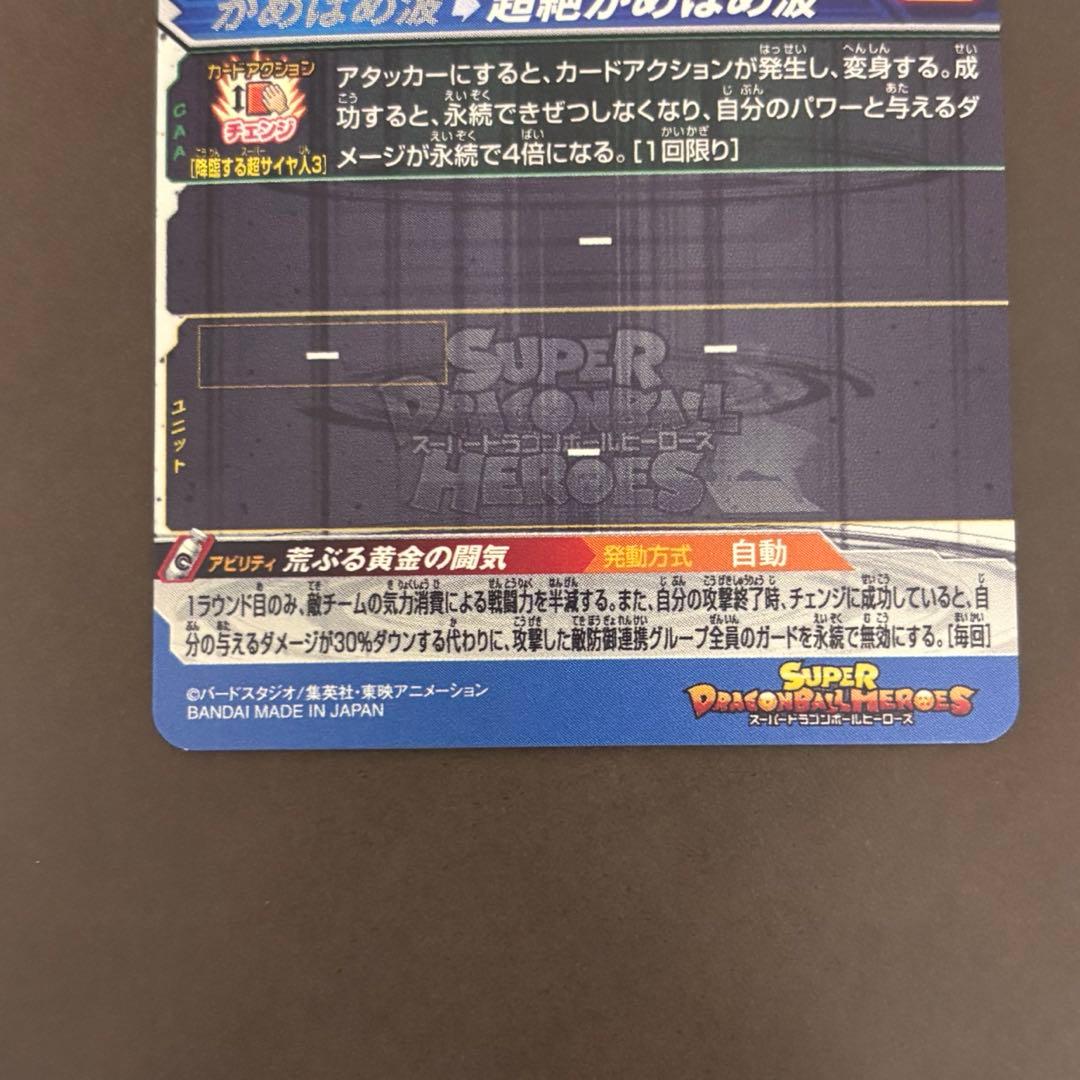 かめはめ波 超絶かめはめ波
カードアクション
チェンジ
[降臨する超サイヤ人3]
CAA
アタッカーにすると、カードアクションが発生し、変身する。成
功すると、永続できぜつしなくなり、自分のパワーと与えるダ
メージが永続で4倍になる。[1回限り]
ー
ー ー
ー
ユニット
SUPER
DRAGONBALL
スーパードラゴンボールヒーローズ
HEROES
アビリティ 荒ぶる黄金の闘気 発動方式 自動
1ラウンド目のみ、敵チームの気力消費による戦闘力を半減する。また、自分の攻撃終了時、チェンジに成功していると、自
分の与えるダメージが30%ダウンする代わりに、攻撃した敵防御連携グループ全員のガードを永続で無効にする。[毎回]
©バードスタジオ/集英社・東映アニメーション
BANDAI MADE IN JAPAN
SUPER
DRAGONBALL HEROES
スーパードラゴンボールヒーローズ